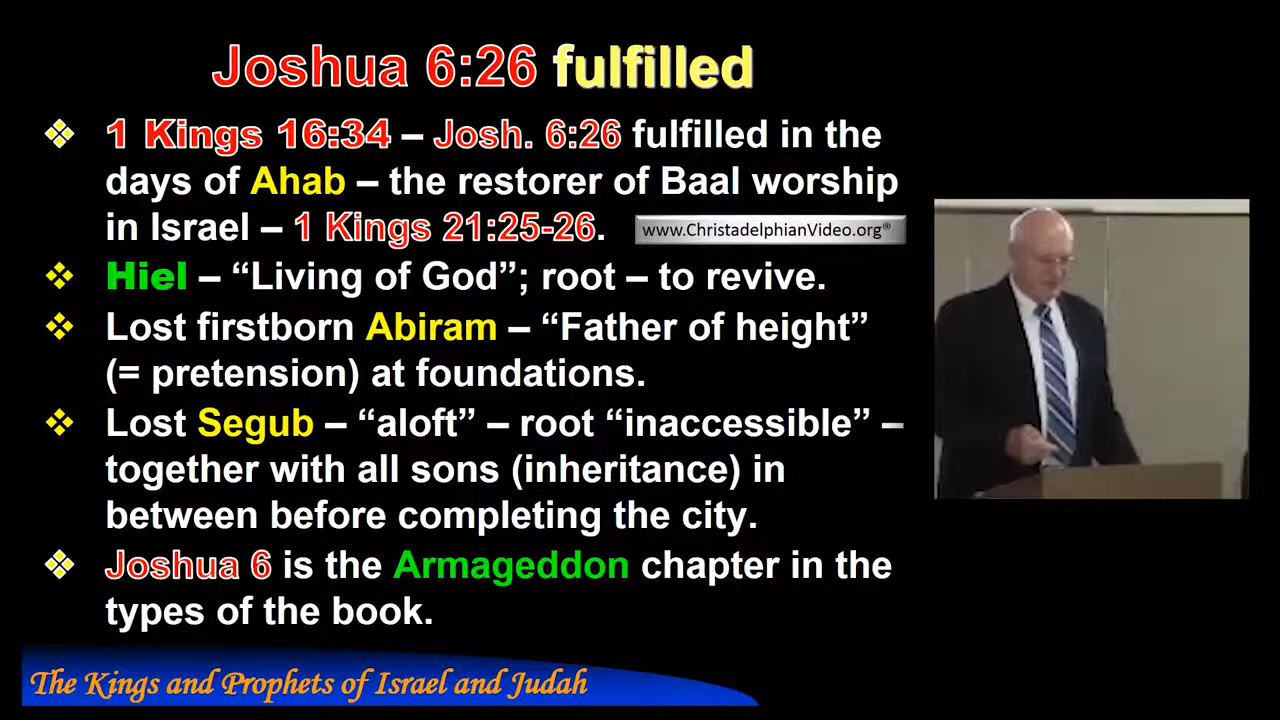 Joshua 6:26 fulfilled
❖ 1 Kings 16:34 – Josh. 6:26 fulfilled in the
days of Ahab – the restorer of Baal worship
in Israel – 1 Kings 21:25-26.
www.ChristadelphianVideo.org®
❖ Hiel – “Living of God”; root – to revive.
❖ Lost firstborn Abiram – “Father of height”
(= pretension) at foundations.
❖ Lost Segub – “aloft” – root “inaccessible” –
together with all sons (inheritance) in
between before completing the city.
❖ Joshua 6 is the Armageddon chapter in the
types of the book.
The Kings and Prophets of Israel and Judah